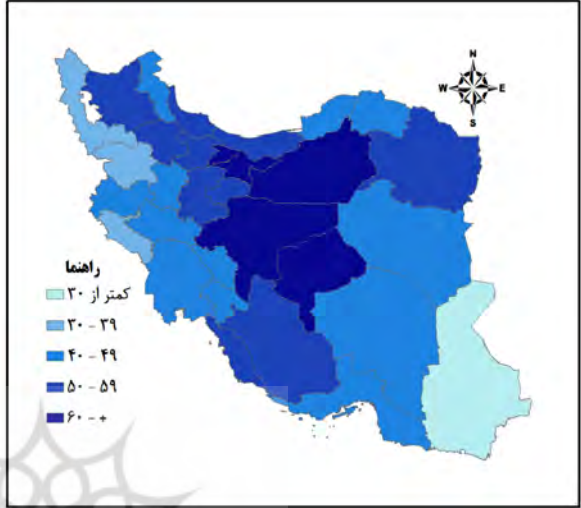 N
W E
S
راهنما
کمتر از ۳۰
۳۰ - ۳۹
۴۰ - ۴۹
۵۰ - ۵۹
۶۰ - +